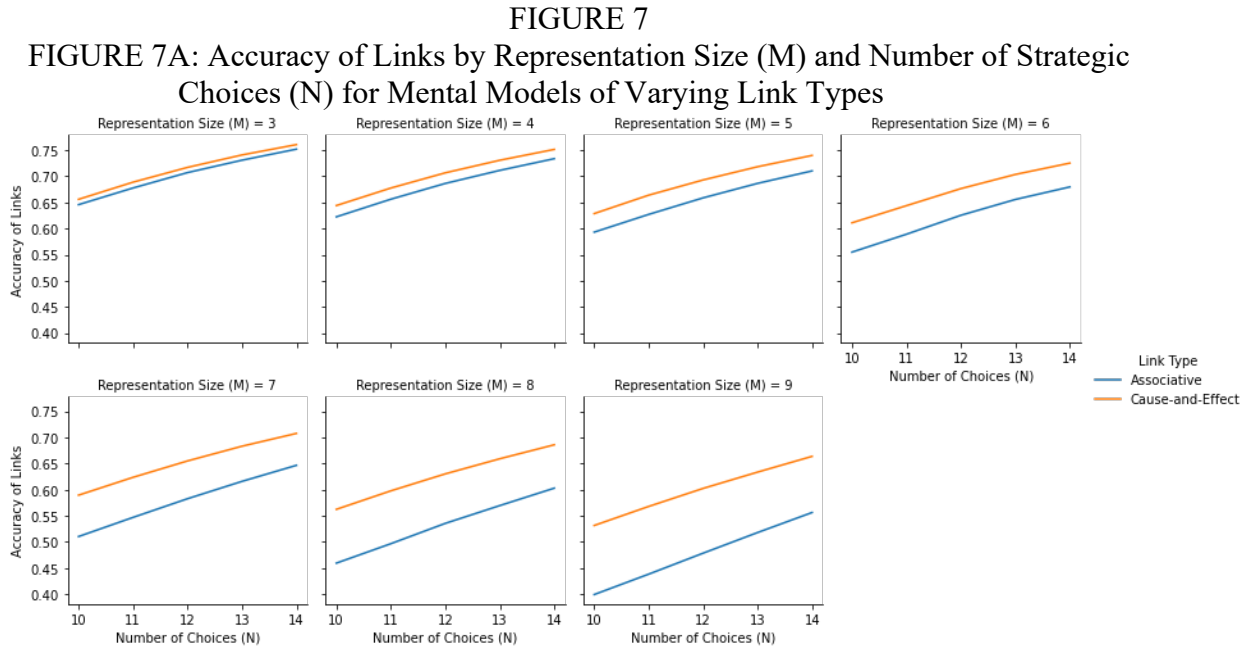 FIGURE 7
FIGURE 7A: Accuracy of Links by Representation Size (M) and Number of Strategic
Choices (N) for Mental Models of Varying Link Types
Representation Size (M) = 3
Representation Size (M) = 4
Representation Size (M) = 5
Representation Size (M) = 6
Accuracy of Links
0.75
0.70
0.65
0.60
0.55
0.50
0.45
0.40
10 11 12 13 14
Number of Choices (N)
Link Type
Associative
Cause-and-Effect
Representation Size (M) = 7
Representation Size (M) = 8
Representation Size (M) = 9
Accuracy of Links
0.75
0.70
0.65
0.60
0.55
0.50
0.45
0.40
10 11 12 13 14
Number of Choices (N)
10 11 12 13 14
Number of Choices (N)
10 11 12 13 14
Number of Choices (N)